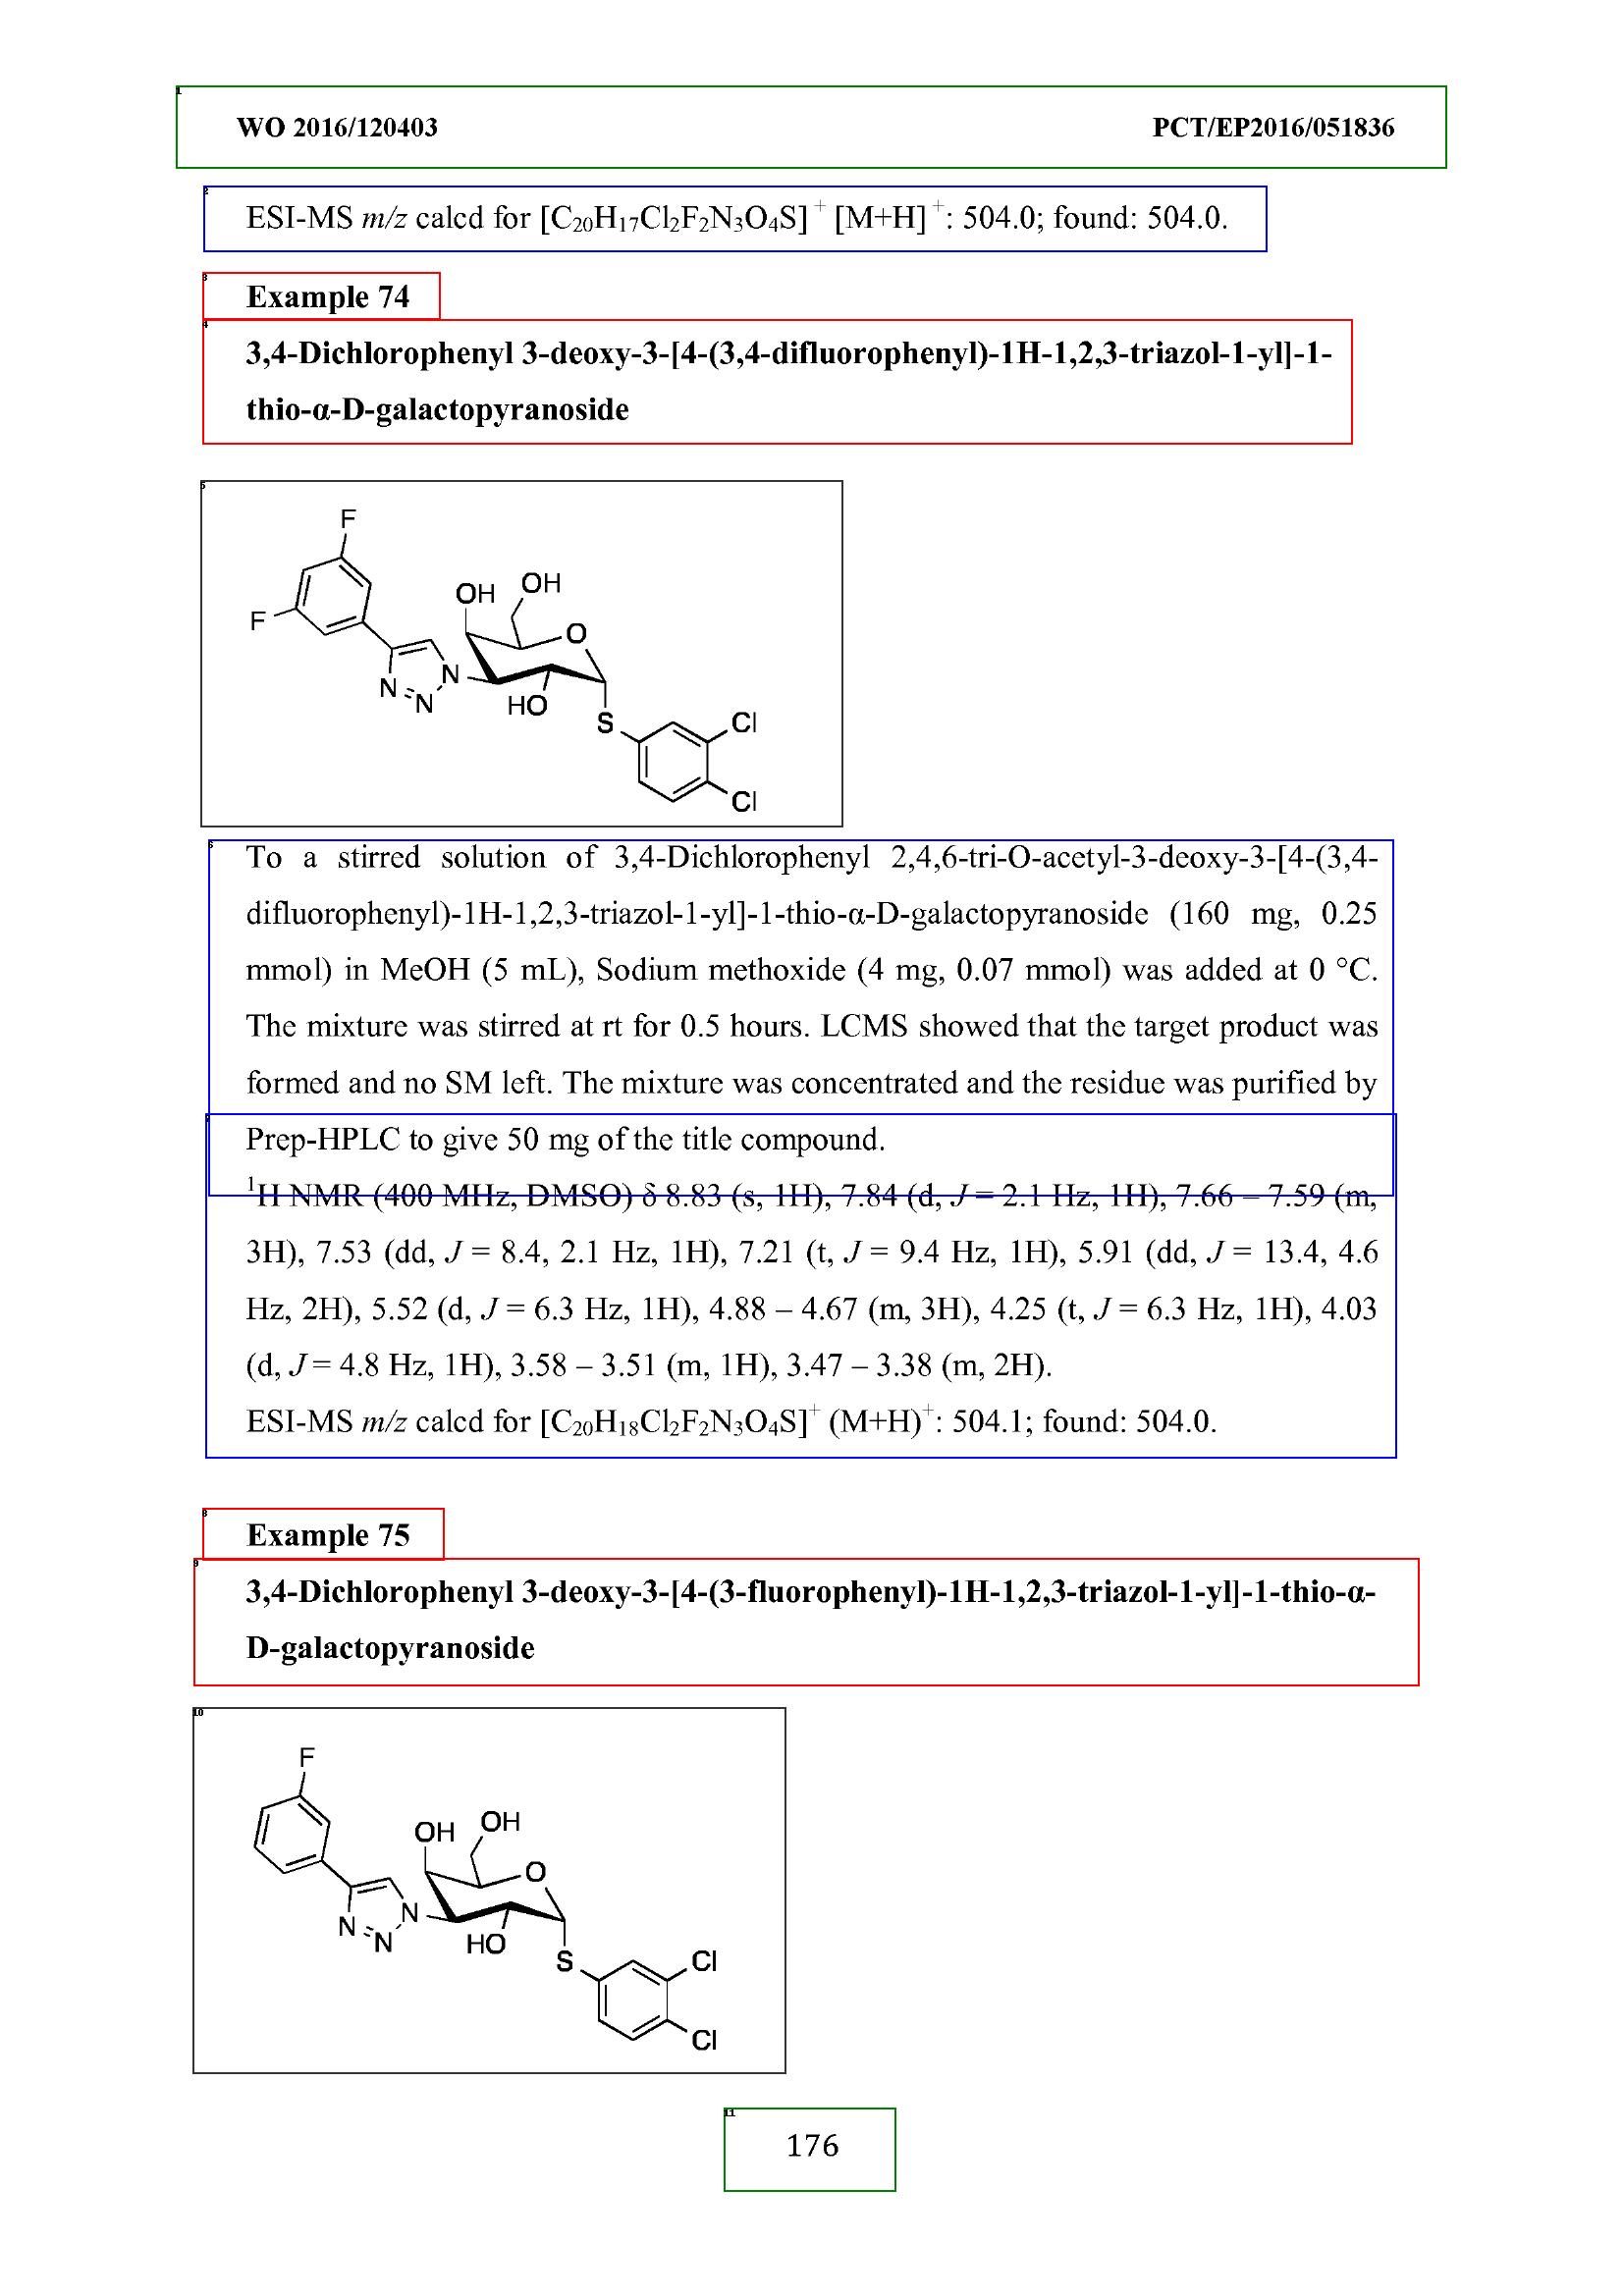 WO 2016/120403 PCT/EP2016/051836
ESI-MS m/z calcd for [C₂₀H₁₇Cl₂F₂N₃O₄S]⁺ [M+H]⁺: 504.0; found: 504.0.
Example 74
3,4-Dichlorophenyl 3-deoxy-3-[4-(3,4-difluorophenyl)-1H-1,2,3-triazol-1-yl]-1-
thio-α-D-galactopyranoside
F
OH
OH
F
O
N
N
N
HO
S
Cl
Cl
To a stirred solution of 3,4-Dichlorophenyl 2,4,6-tri-O-acetyl-3-deoxy-3-[4-(3,4-
difluorophenyl)-1H-1,2,3-triazol-1-yl]-1-thio-α-D-galactopyranoside (160 mg, 0.25
mmol) in MeOH (5 mL), Sodium methoxide (4 mg, 0.07 mmol) was added at 0 °C.
The mixture was stirred at rt for 0.5 hours. LCMS showed that the target product was
formed and no SM left. The mixture was concentrated and the residue was purified by
Prep-HPLC to give 50 mg of the title compound.
¹H NMR (400 MHz, DMSO) δ 8.83 (s, 1H), 7.84 (d, J = 2.1 Hz, 1H), 7.66 – 7.59 (m,
3H), 7.53 (dd, J = 8.4, 2.1 Hz, 1H), 7.21 (t, J = 9.4 Hz, 1H), 5.91 (dd, J = 13.4, 4.6
Hz, 2H), 5.52 (d, J = 6.3 Hz, 1H), 4.88 – 4.67 (m, 3H), 4.25 (t, J = 6.3 Hz, 1H), 4.03
(d, J = 4.8 Hz, 1H), 3.58 – 3.51 (m, 1H), 3.47 – 3.38 (m, 2H).
ESI-MS m/z calcd for [C₂₀H₁₈Cl₂F₂N₃O₄S]⁺ (M+H)⁺: 504.1; found: 504.0.
Example 75
3,4-Dichlorophenyl 3-deoxy-3-[4-(3-fluorophenyl)-1H-1,2,3-triazol-1-yl]-1-thio-α-
D-galactopyranoside
F
OH
OH
O
N
N
N
HO
S
Cl
Cl
176